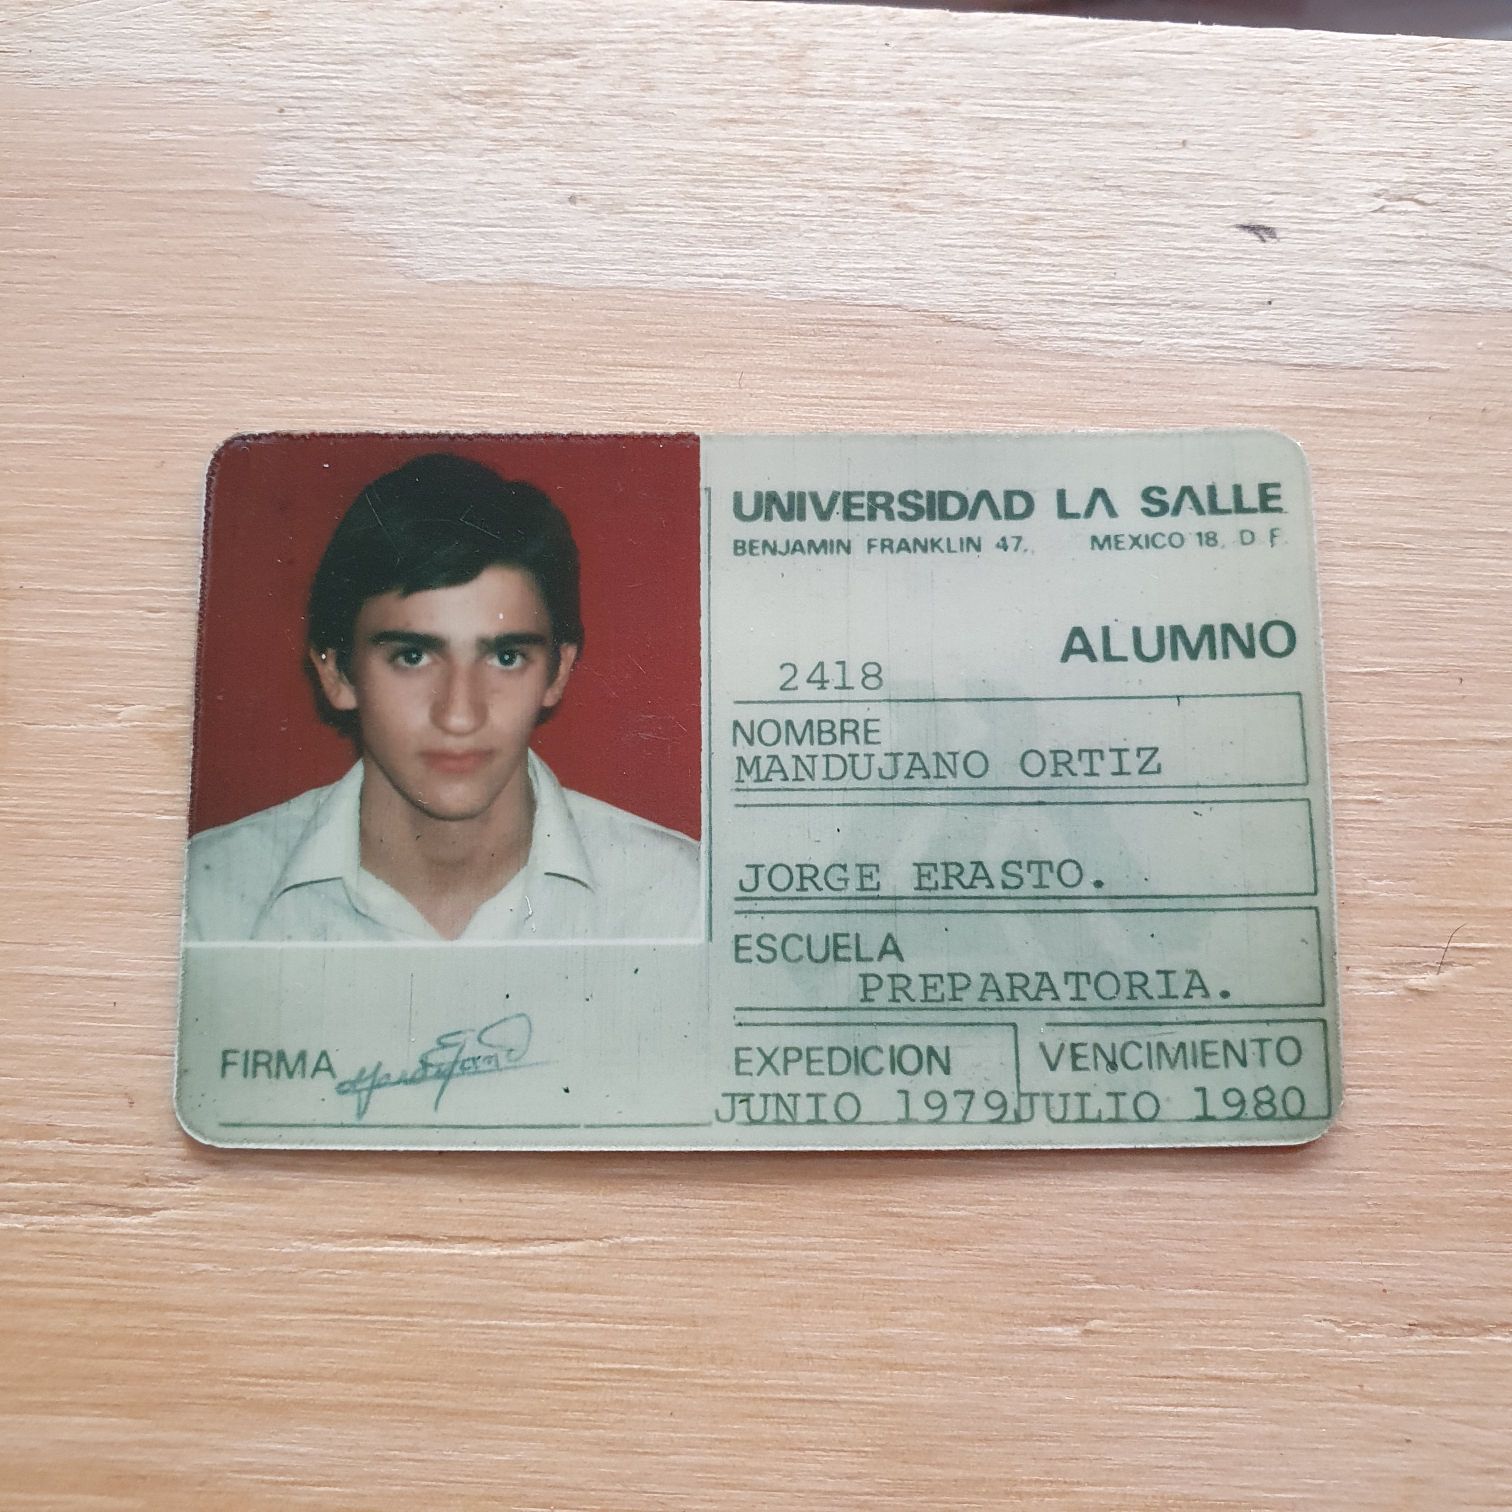 UNIVERSIDAD LA SALLE
BENJAMIN FRANKLIN 47, MEXICO 18, D F.
ALUMNO
2418
NOMBRE
MANDUJANO ORTIZ
JORGE ERASTO.
ESCUELA
PREPARATORIA.
EXPEDICION VENCIMIENTO
JUNIO 1979 JULIO 1980
FIRMA